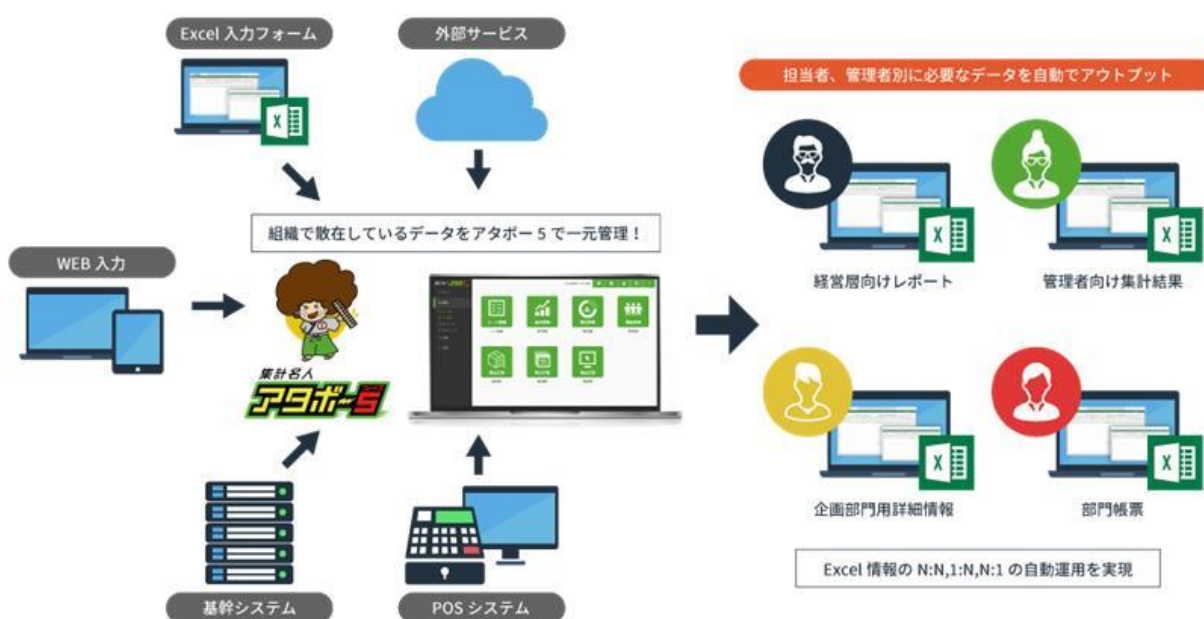 Excel 入力フォーム
外部サービス
組織で散在しているデータをアタボー 5 で一元管理！
WEB 入力
集計名人
アタボー5
基幹システム
POS システム
担当者、管理者別に必要なデータを自動でアウトプット
経営層向けレポート
管理者向け集計結果
企画部門用詳細情報
部門帳票
Excel 情報の N:N,1:N,N:1 の自動運用を実現